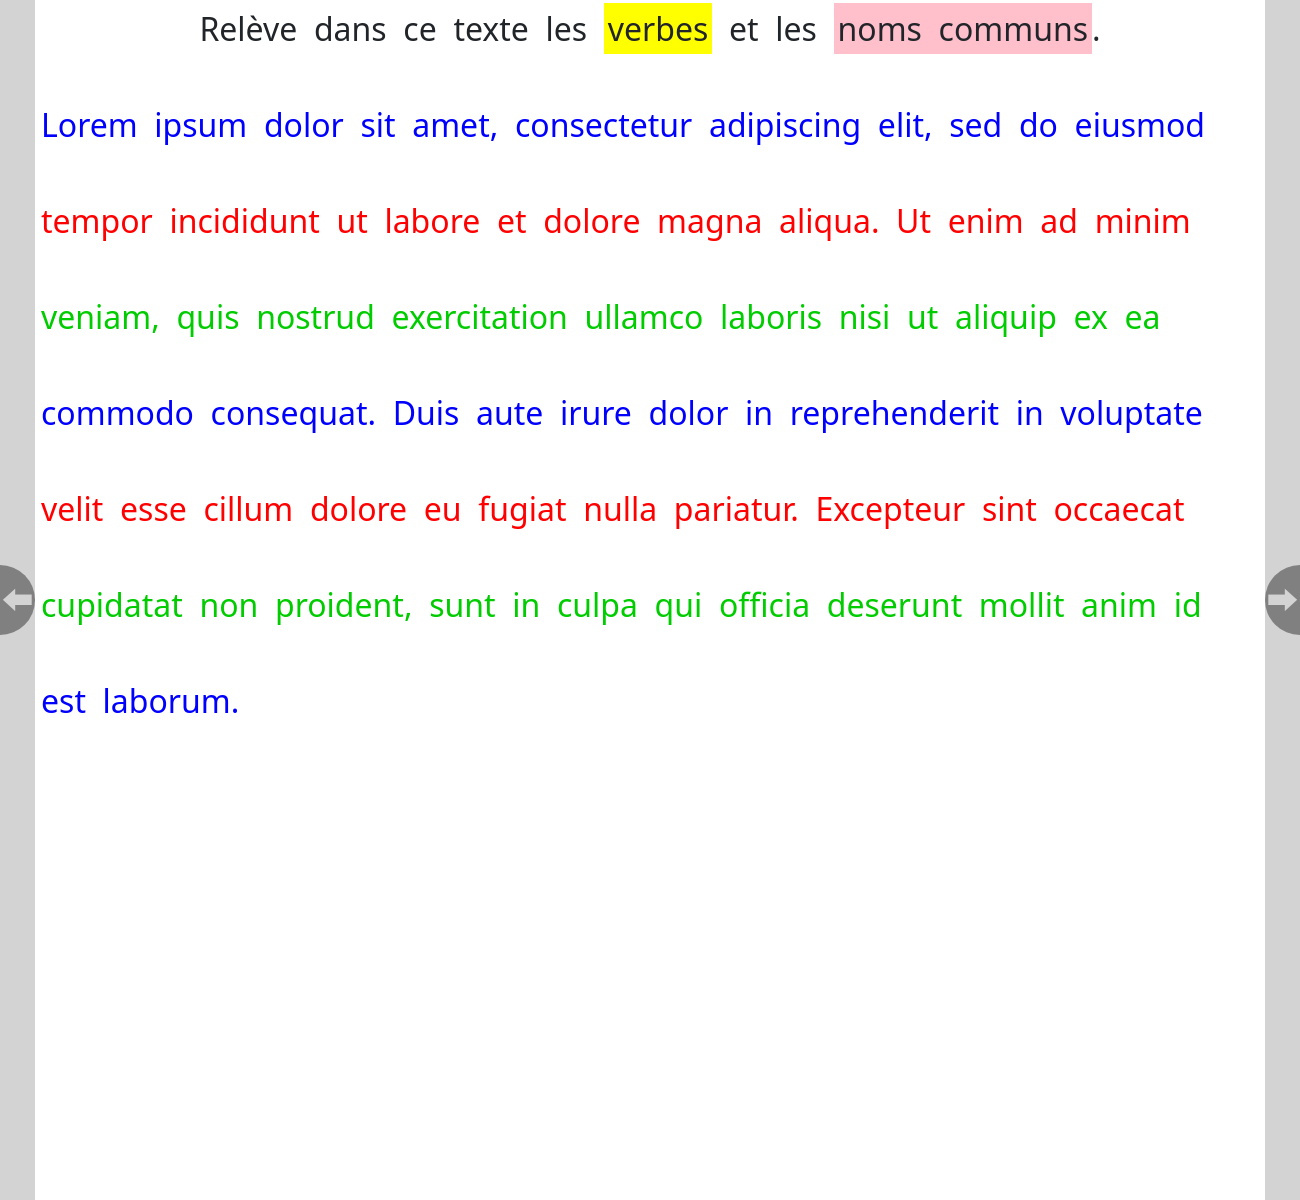 Relève dans ce texte les verbes et les noms communs.
Lorem ipsum dolor sit amet, consectetur adipiscing elit, sed do eiusmod
tempor incididunt ut labore et dolore magna aliqua. Ut enim ad minim
veniam, quis nostrud exercitation ullamco laboris nisi ut aliquip ex ea
commodo consequat. Duis aute irure dolor in reprehenderit in voluptate
velit esse cillum dolore eu fugiat nulla pariatur. Excepteur sint occaecat
cupidatat non proident, sunt in culpa qui officia deserunt mollit anim id
est laborum.